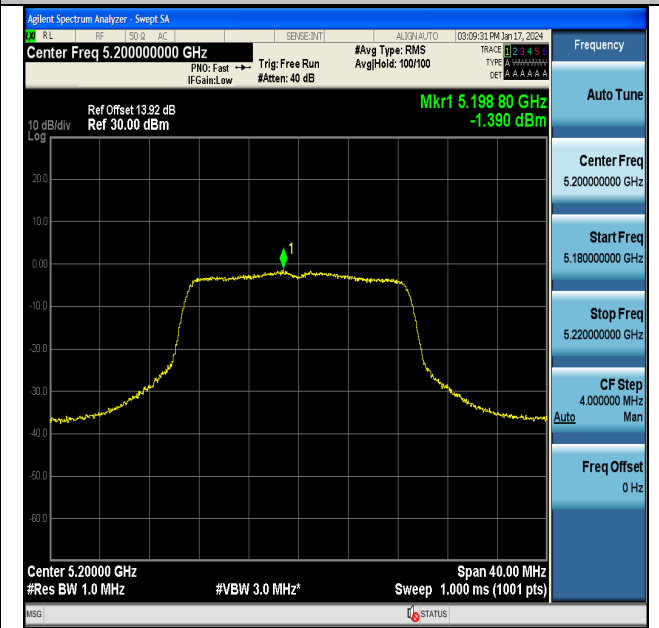 Agilent Spectrum Analyzer - Swept SA
LXI RL RF 50 Ω AC SENSE:INT ALIGN AUTO 03:09:31 PM Jan 17, 2024
Center Freq 5.200000000 GHz
PNO: Fast
IFGain:Low
Trig: Free Run
#Atten: 40 dB
#Avg Type: RMS
Avg|Hold: 100/100
TRACE 1 2 3 4 5 6
TYPE A WWWWW
DET A A A A A A
Frequency
Mkr1 5.198 80 GHz
-1.390 dBm
Ref Offset 13.92 dB
10 dB/div Ref 30.00 dBm
Log
20.0
10.0
0.00
-10.0
-20.0
-30.0
-40.0
-50.0
-60.0
1
Center 5.20000 GHz Span 40.00 MHz
#Res BW 1.0 MHz #VBW 3.0 MHz* Sweep 1.000 ms (1001 pts)
MSG STATUS
Auto Tune
Center Freq
5.200000000 GHz
Start Freq
5.180000000 GHz
Stop Freq
5.220000000 GHz
CF Step
4.000000 MHz
Auto Man
Freq Offset
0 Hz